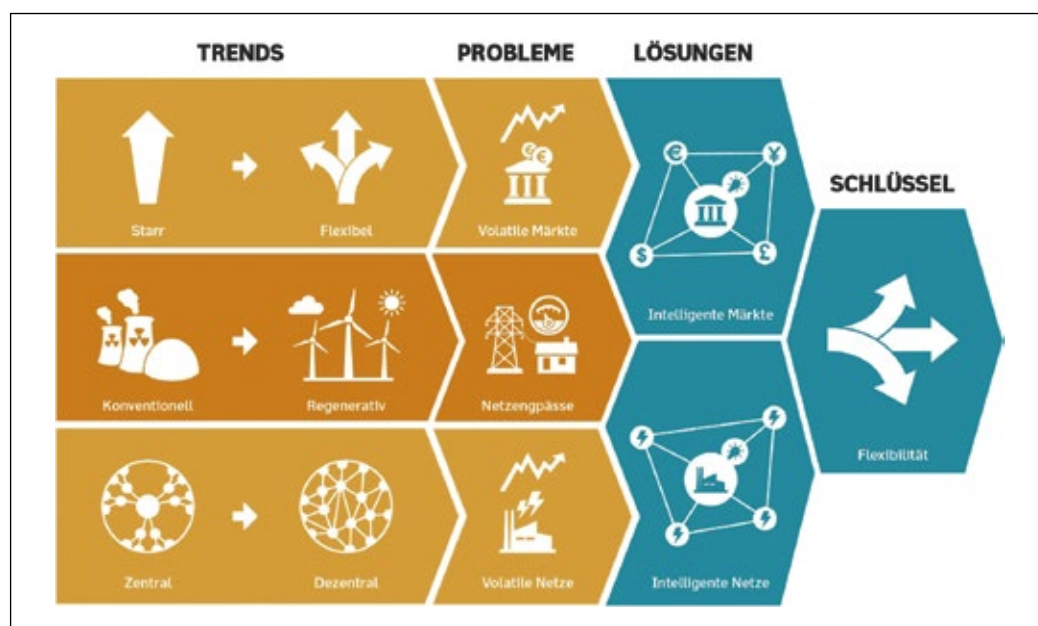 TRENDS
PROBLEME
LÖSUNGEN
SCHLÜSSEL
Starr
Flexibel
Volatile Märkte
€ €
€
¥
$
£
Intelligente Märkte
Konventionell
Regenerativ
Netzengpässe
Flexibilität
Zentral
Dezentral
Volatile Netze
Intelligente Netze